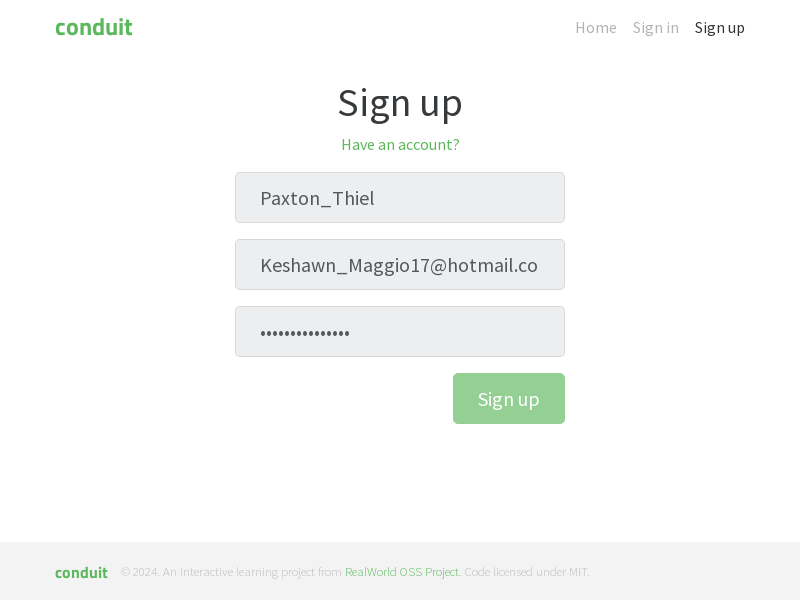 conduit
Home Sign in Sign up
Sign up
Have an account?
Paxton_Thiel
Keshawn_Maggio17@hotmail.co
•••••••••••••••
Sign up
conduit © 2024. An interactive learning project from RealWorld OSS Project. Code licensed under MIT.